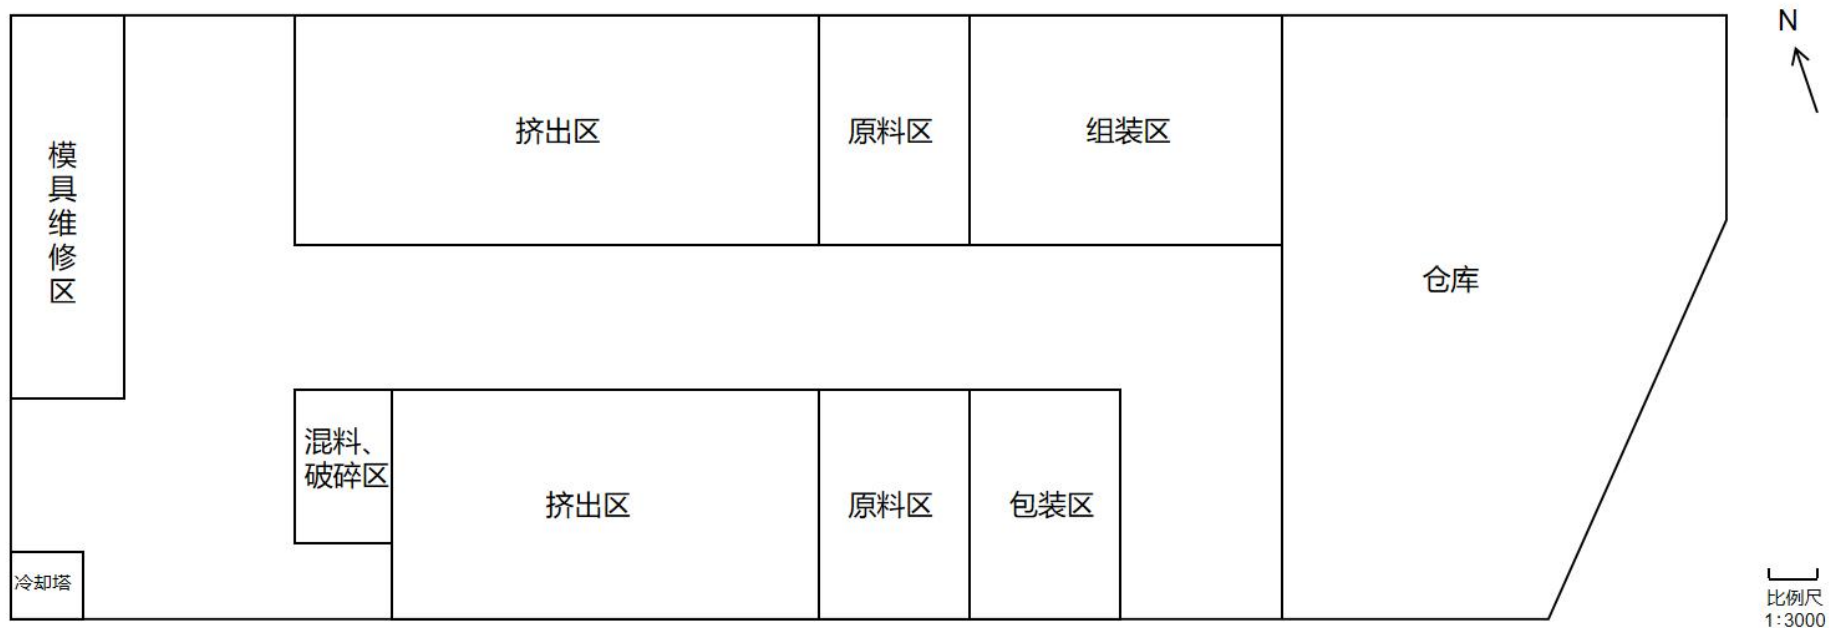 N
挤出区
原料区
组装区
模具维修区
仓库
混料、
破碎区
挤出区
原料区
包装区
冷却塔
比例尺
1:3000